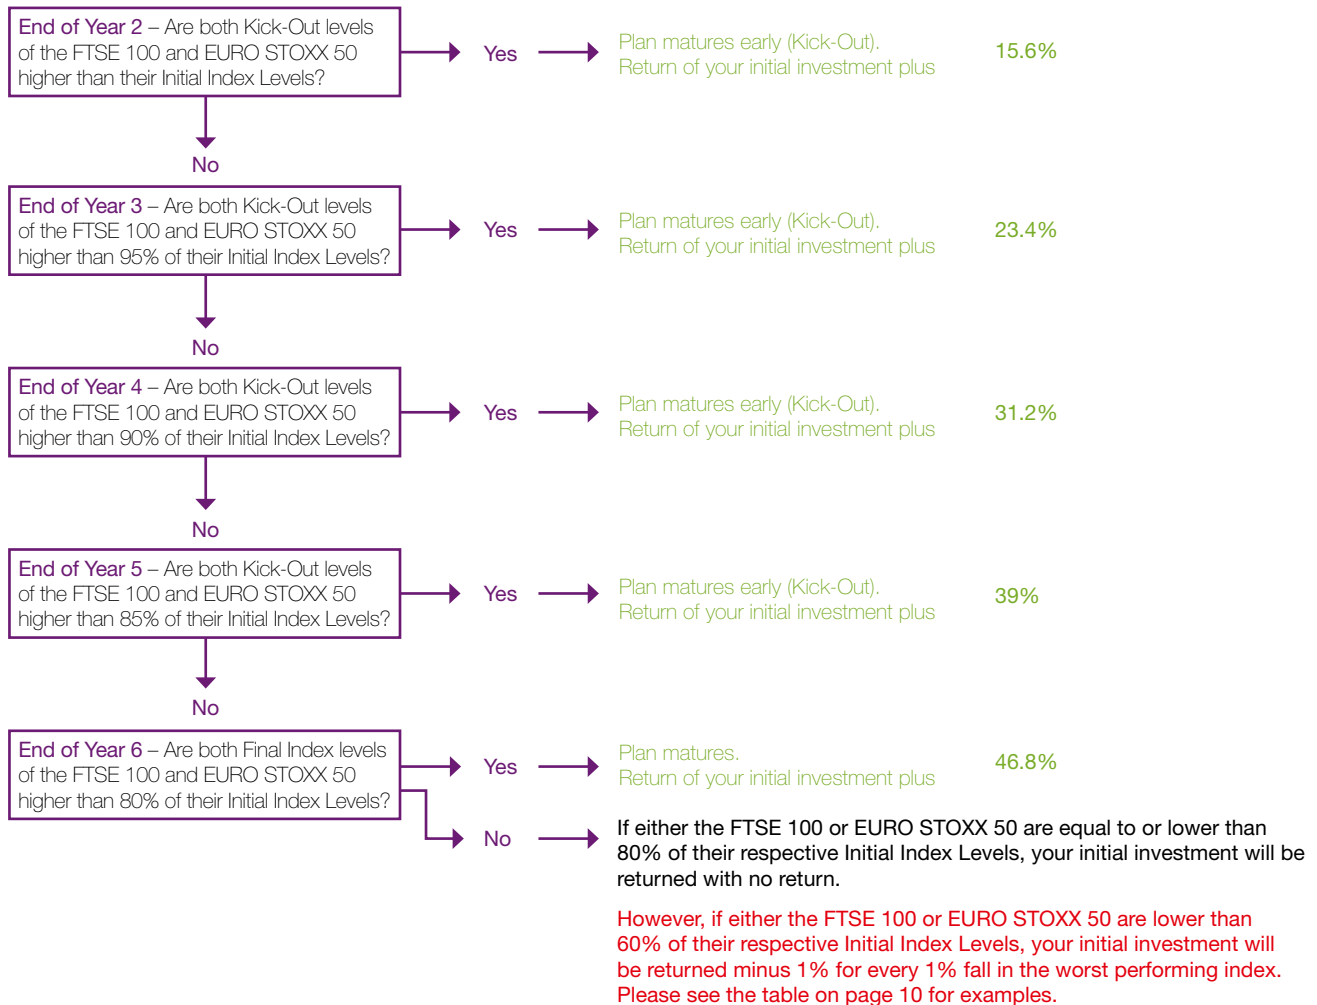 End of Year 2 – Are both Kick-Out levels
of the FTSE 100 and EURO STOXX 50
higher than their Initial Index Levels?
Yes
Plan matures early (Kick-Out).
Return of your initial investment plus
15.6%
No
End of Year 3 – Are both Kick-Out levels
of the FTSE 100 and EURO STOXX 50
higher than 95% of their Initial Index Levels?
Yes
Plan matures early (Kick-Out).
Return of your initial investment plus
23.4%
No
End of Year 4 – Are both Kick-Out levels
of the FTSE 100 and EURO STOXX 50
higher than 90% of their Initial Index Levels?
Yes
Plan matures early (Kick-Out).
Return of your initial investment plus
31.2%
No
End of Year 5 – Are both Kick-Out levels
of the FTSE 100 and EURO STOXX 50
higher than 85% of their Initial Index Levels?
Yes
Plan matures early (Kick-Out).
Return of your initial investment plus
39%
No
End of Year 6 – Are both Final Index levels
of the FTSE 100 and EURO STOXX 50
higher than 80% of their Initial Index Levels?
Yes
Plan matures.
Return of your initial investment plus
46.8%
No
If either the FTSE 100 or EURO STOXX 50 are equal to or lower than
80% of their respective Initial Index Levels, your initial investment will be
returned with no return.
However, if either the FTSE 100 or EURO STOXX 50 are lower than
60% of their respective Initial Index Levels, your initial investment will
be returned minus 1% for every 1% fall in the worst performing index.
Please see the table on page 10 for examples.